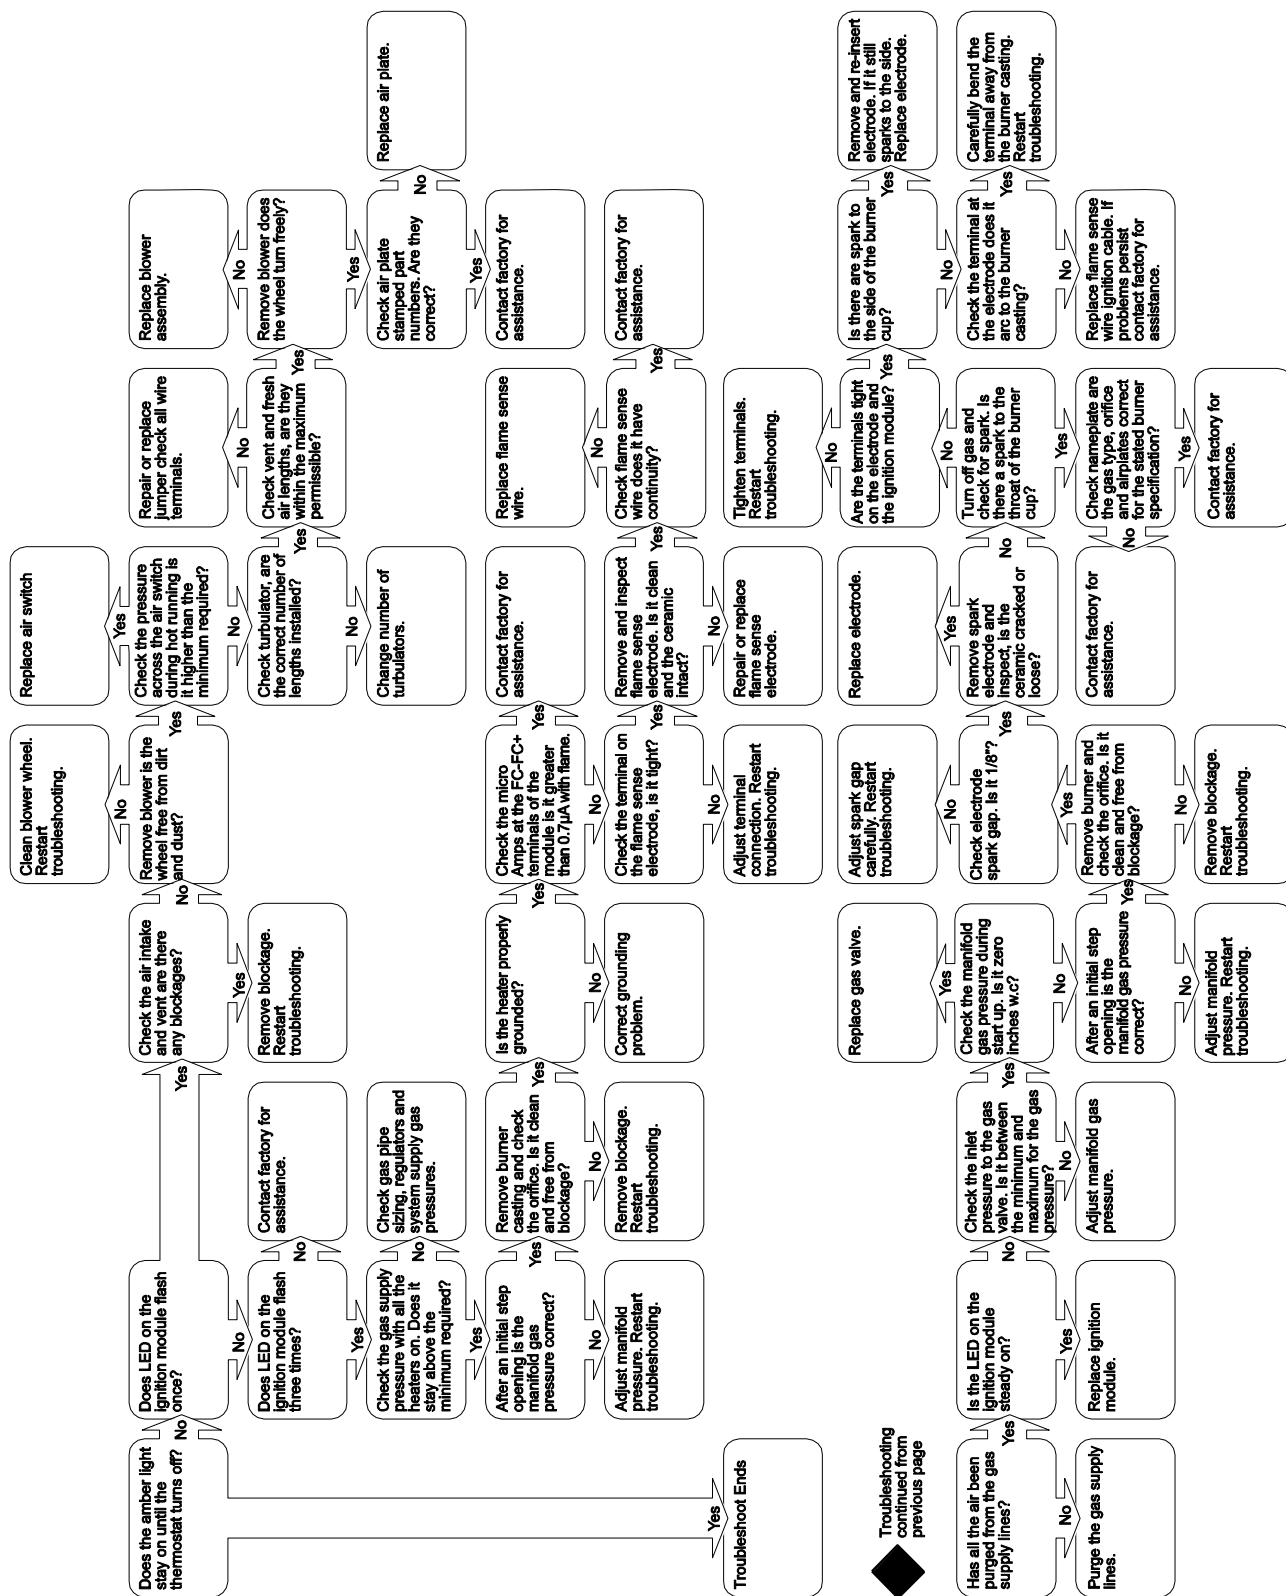 Clean blower wheel.
Restart
troubleshooting.
Replace air switch
No
Yes
Does the amber light
stay on until the
thermostat turns off?
No
Does LED on the
ignition module flash
once?
Yes
Check the air intake
and vent are there
any blockages?
No
Remove blower is the
wheel free from dirt
and dust?
Yes
Check the pressure
across the air switch
during hot running is
it higher than the
minimum required?
Repair or replace
jumper check all wire
terminals.
Replace blower
assembly.
No
Yes
No
No
No
Does LED on the
ignition module flash
three times?
No
Contact factory for
assistance.
Remove blockage.
Restart
troubleshooting.
Check turbulator, are
the correct number of
lengths installed?
Yes
Check vent and fresh
air lengths, are they
within the maximum
permissible?
Yes
Remove blower does
the wheel turn freely?
Yes
No
Yes
Check the gas supply
pressure with all the
heaters on. Does it
stay above the
minimum required?
No
Check gas pipe
sizing, regulators and
system supply gas
pressures.
Change number of
turbulators.
Check air plate
stamped part
numbers. Are they
correct?
No
Replace air plate.
Yes
Yes
After an initial step
opening is the
manifold gas
pressure correct?
Yes
Remove burner
casting and check
the orifice. Is it clean
and free from
blockage?
Yes
Is the heater properly
grounded?
Yes
Check the micro
Amps at the FC-FC+
terminals of the
module is it greater
than 0.7µA with flame.
Yes
Contact factory for
assistance.
Replace flame sense
wire.
Contact factory for
assistance.
No
No
No
No
No
Adjust manifold
pressure. Restart
troubleshooting.
Remove blockage.
Restart
troubleshooting.
Correct grounding
problem.
Check the terminal on
the flame sense
electrode, is it tight?
Yes
Remove and inspect
flame sense
electrode. Is it clean
and the ceramic
intact?
Yes
Check flame sense
wire does it have
continuity?
Yes
Contact factory for
assistance.
Yes
No
No
Troubleshoot Ends
Adjust terminal
connection. Restart
troubleshooting.
Repair or replace
flame sense
electrode.
Tighten terminals.
Restart
troubleshooting.
No
Troubleshooting
continued from
previous page
Replace gas valve.
Adjust spark gap
carefully. Restart
troubleshooting.
Replace electrode.
Are the terminals tight
on the electrode and
the ignition module?
Yes
Is there are spark to
the side of the burner
cup?
Yes
Remove and re-insert
electrode. If it still
sparks to the side.
Replace electrode.
Yes
No
Yes
No
No
Has all the air been
purged from the gas
supply lines?
Yes
Is the LED on the
ignition module
steady on?
No
Check the inlet
pressure to the gas
valve. Is it between
the minimum and
maximum for the gas
pressure?
Yes
Check the manifold
gas pressure during
start up. Is it zero
inches w.c?
Check electrode
spark gap. Is it 1/8"?
Yes
Remove spark
electrode and
inspect, is the
ceramic cracked or
loose?
No
Turn off gas and
check for spark. Is
there a spark to the
throat of the burner
cup?
Check the terminal at
the electrode does it
arc to the burner
casting?
Yes
Carefully bend the
terminal away from
the burner casting.
Restart
troubleshooting.
No
Yes
No
No
Yes
Yes
No
Purge the gas supply
lines.
Replace ignition
module.
Adjust manifold gas
pressure.
After an initial step
opening is the
manifold gas pressure
correct?
Yes
Remove burner and
check the orifice. Is it
clean and free from
blockage?
Contact factory for
assistance.
No
Check nameplate are
the gas type, orifice
and airplates correct
for the stated burner
specification?
Replace flame sense
wire ignition cable. If
problems persist
contact factory for
assistance.
No
No
Yes
Adjust manifold
pressure. Restart
troubleshooting.
Remove blockage.
Restart
troubleshooting.
Contact factory for
assistance.